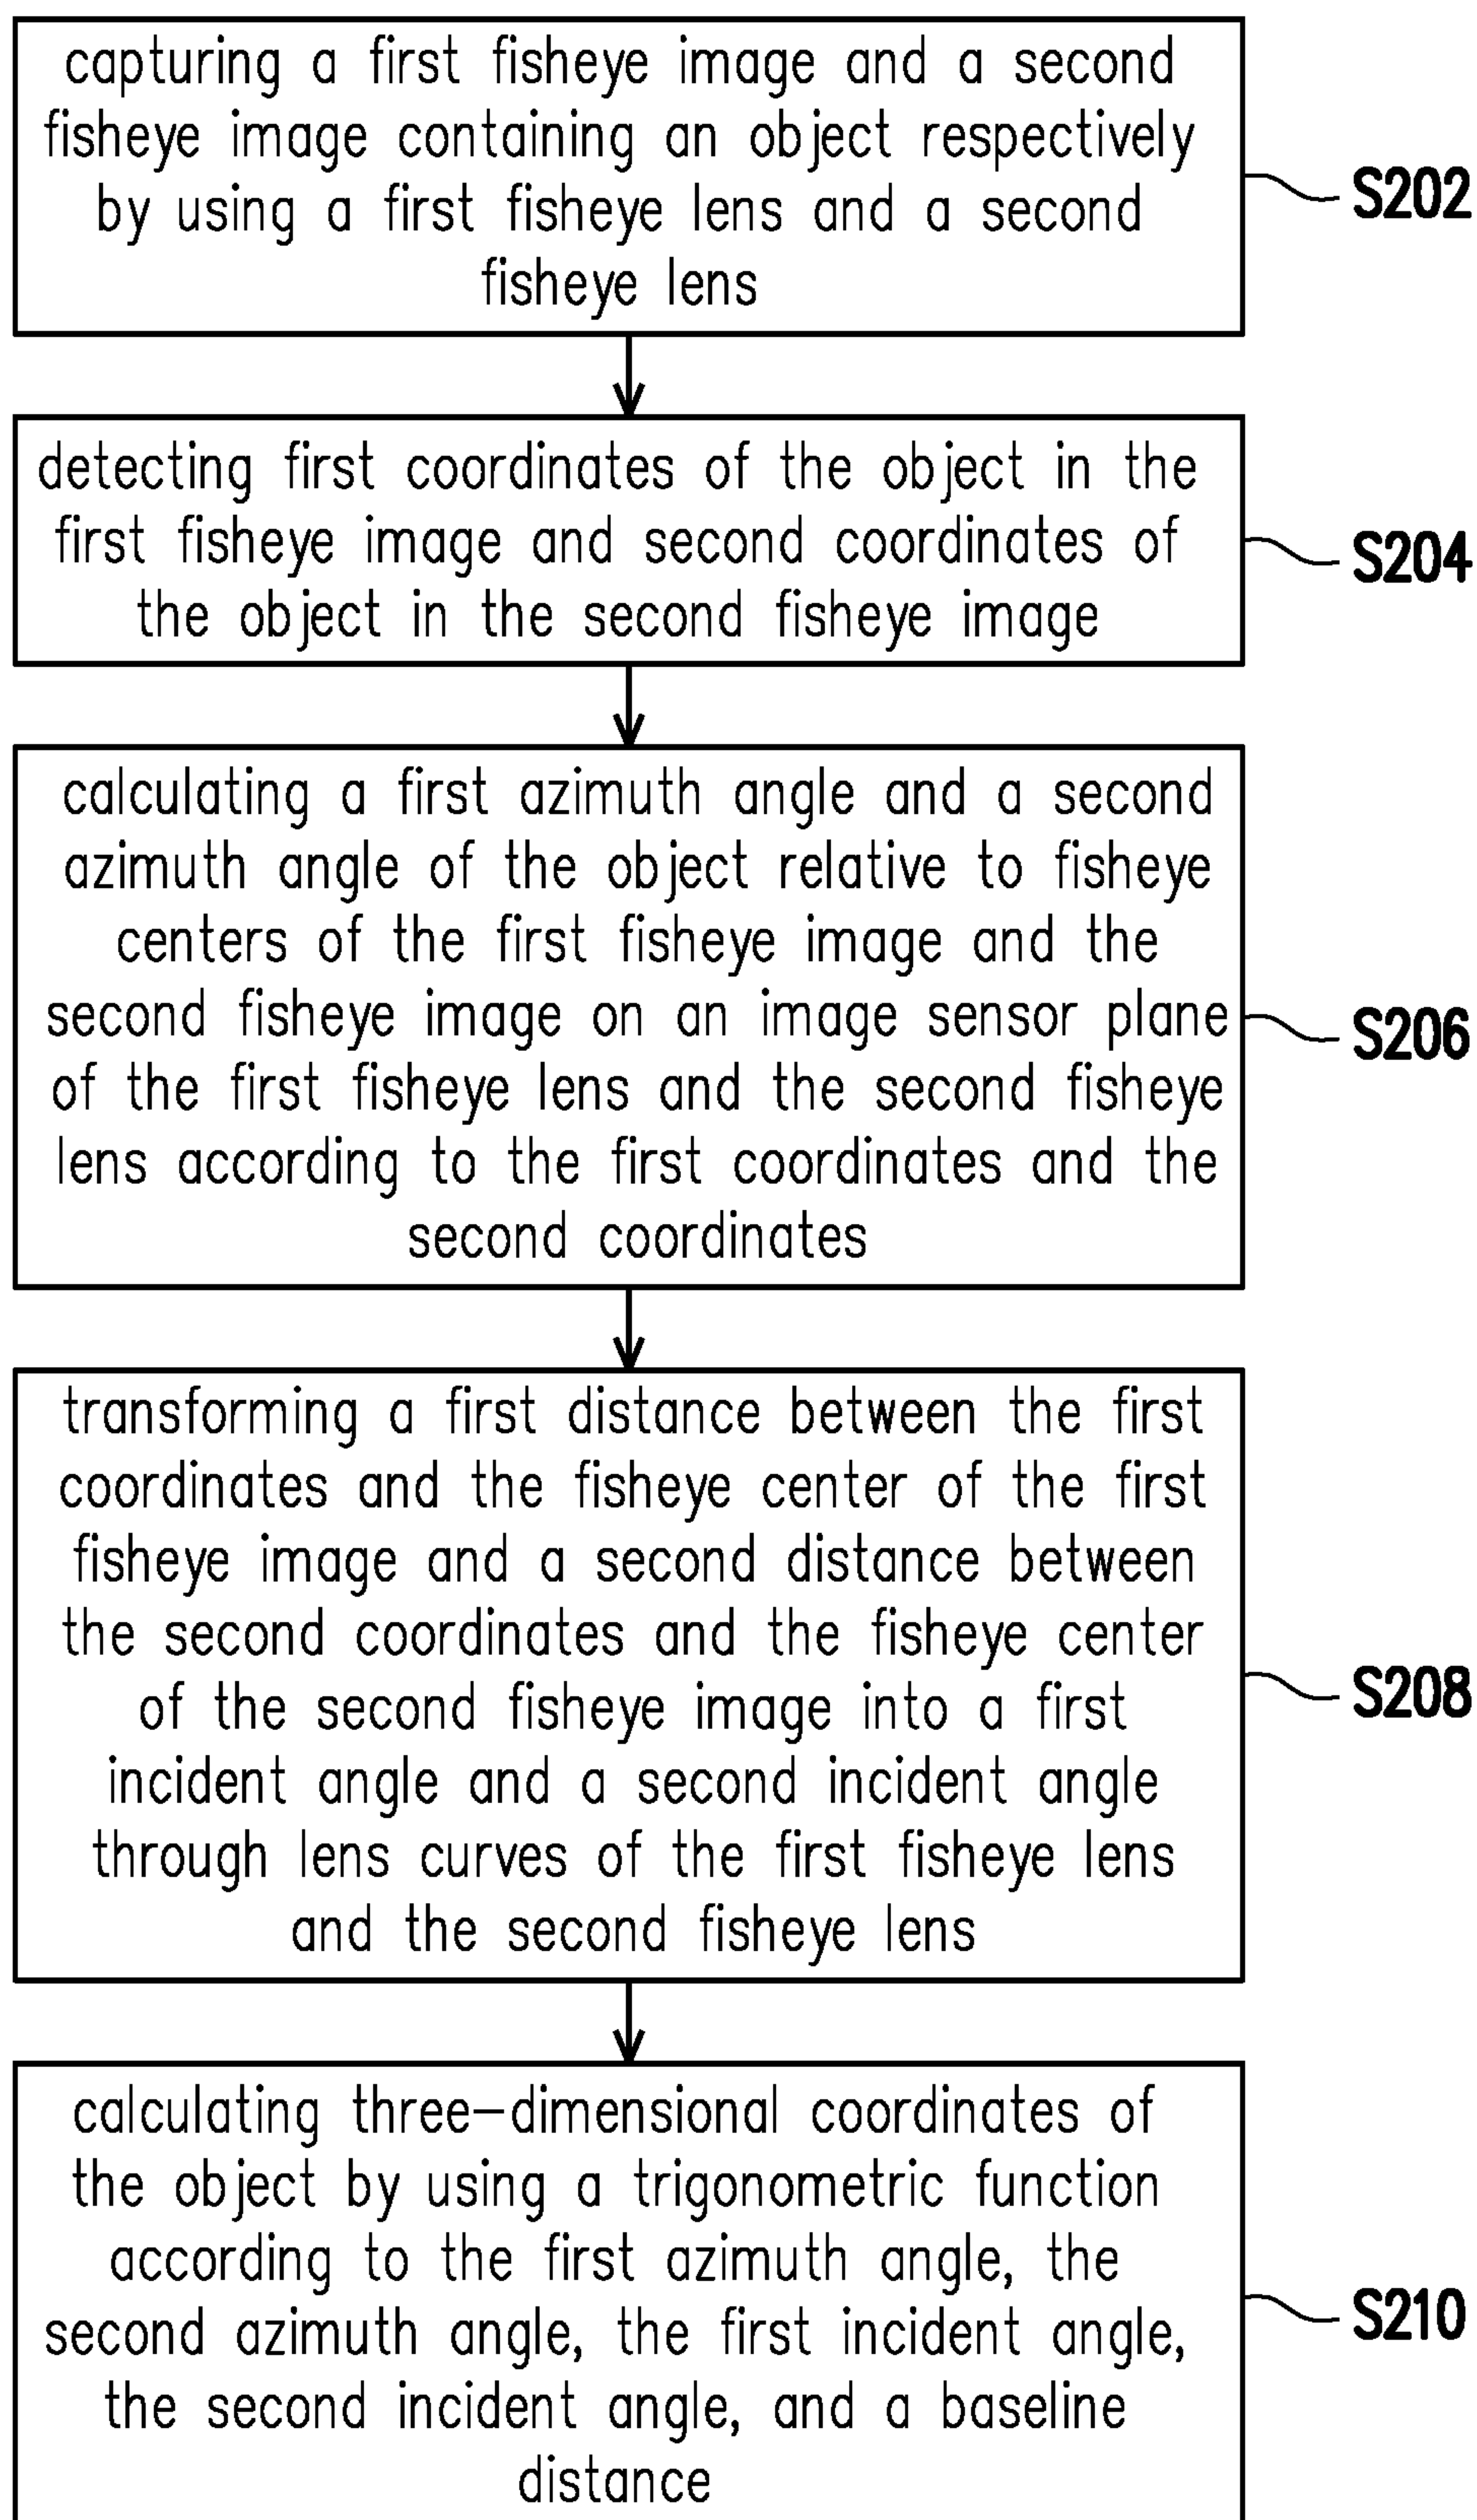 capturing a first fisheye image and a second
fisheye image containing an object respectively
by using a first fisheye lens and a second
fisheye lens
S202
detecting first coordinates of the object in the
first fisheye image and second coordinates of
the object in the second fisheye image
S204
calculating a first azimuth angle and a second
azimuth angle of the object relative to fisheye
centers of the first fisheye image and the
second fisheye image on an image sensor plane
of the first fisheye lens and the second fisheye
lens according to the first coordinates and the
second coordinates
S206
transforming a first distance between the first
coordinates and the fisheye center of the first
fisheye image and a second distance between
the second coordinates and the fisheye center
of the second fisheye image into a first
incident angle and a second incident angle
through lens curves of the first fisheye lens
and the second fisheye lens
S208
calculating three-dimensional coordinates of
the object by using a trigonometric function
according to the first azimuth angle, the
second azimuth angle, the first incident angle,
the second incident angle, and a baseline
distance
S210